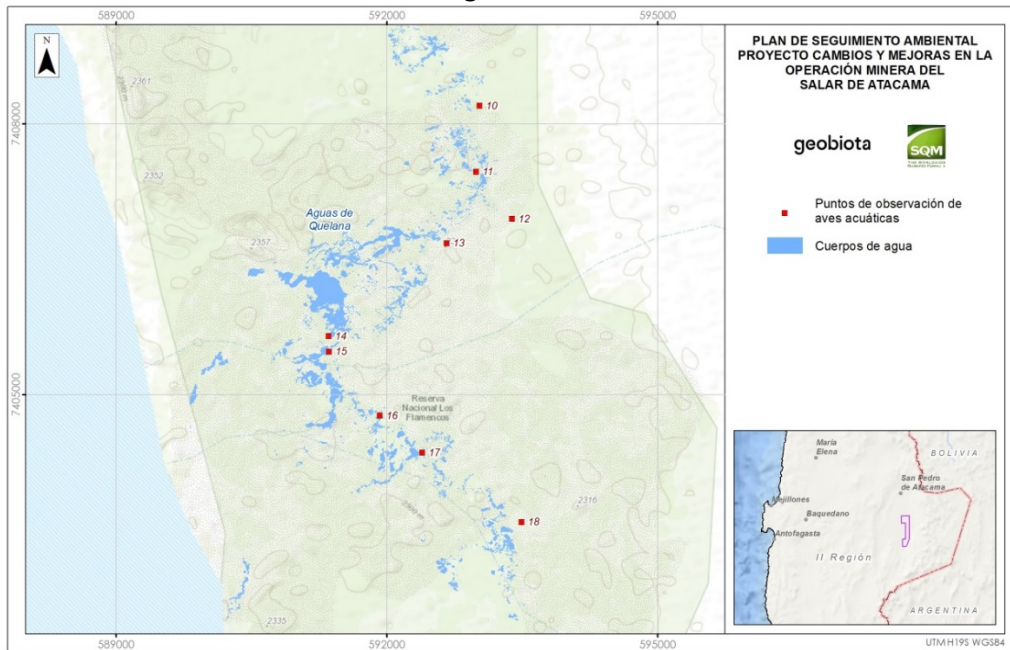 589000
592000
595000
N
2361
2300 m
7408000
10
11
2352
12
Aguas de
Quelana
13
2357
14
15
7405000
Reserva
Nacional Los
Flamencos
16
17
2316
2300 m
18
2335
589000
592000
595000
PLAN DE SEGUIMIENTO AMBIENTAL
PROYECTO CAMBIOS Y MEJORAS EN LA
OPERACIÓN MINERA DEL
SALAR DE ATACAMA
geobiota
SQM
Puntos de observación de
aves acuáticas
Cuerpos de agua
María
Elena
BOLIVIA
San Pedro
de Atacama
Mejillones
Baquedano
Antofagasta
II Región
ARGENTINA
UTM H19S WGS84